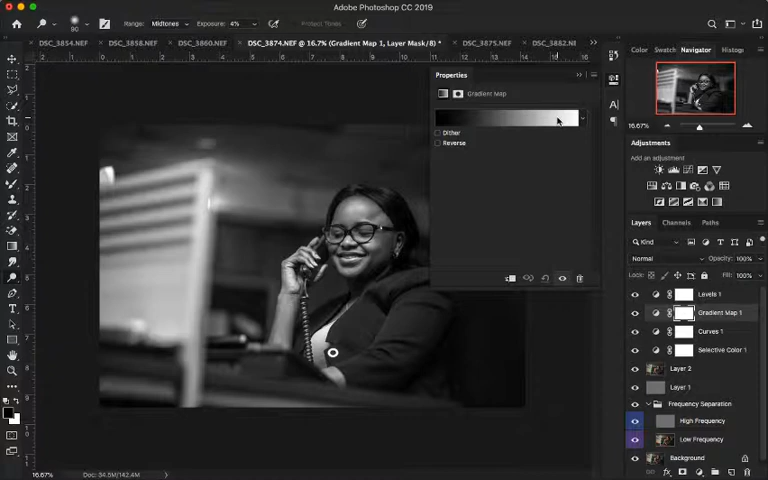 Adobe Photoshop CC 2019
Range: Midtones
Exposure: 4%
Protect Tones
90
DSC_3854.NEF
DSC_3858.NEF
DSC_3860.NEF
DSC_3874.NEF @ 16.7% (Gradient Map 1, Layer Mask/8) *
DSC_3875.NEF
DSC_3882.NE
Properties
Gradient Map
Dither
Reverse
Color
Swatch
Navigator
Histog
16.67%
Adjustments
Add an adjustment
Layers
Channels
Paths
Kind
Normal
Opacity: 100%
Lock:
Fill: 100%
Levels 1
Gradient Map 1
Curves 1
Selective Color 1
Layer 2
Layer 1
Frequency Separation
High Frequency
Low Frequency
Background
16.67%
Doc: 34.5M/142.4M